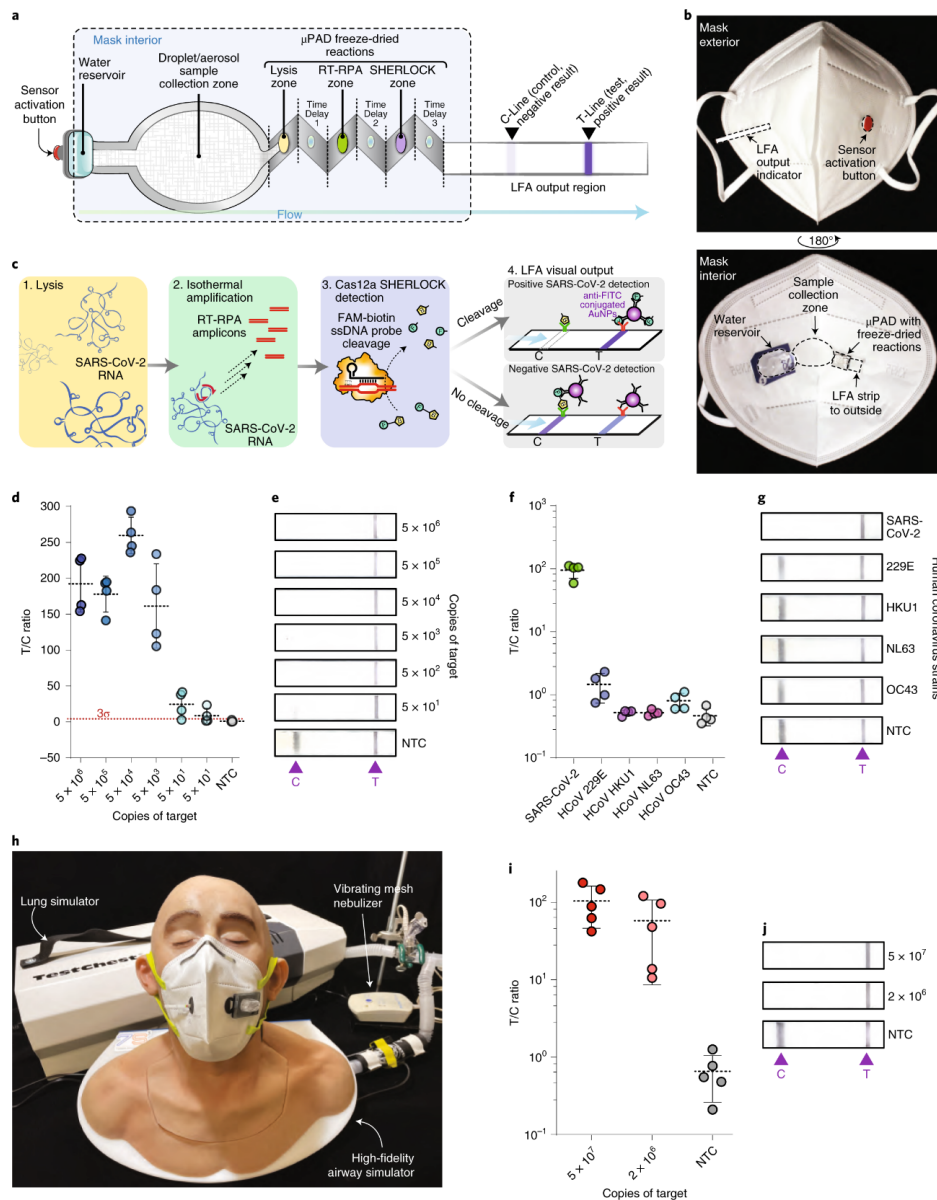 a
Mask interior
Water
reservoir
Sensor
activation
button
Droplet/aerosol
sample
collection zone
μPAD freeze-dried
reactions
Lysis
zone
RT-RPA
zone
SHERLOCK
zone
Time
Delay
1
Time
Delay
2
Time
Delay
3
C-Line (control,
negative result)
T-Line (test,
positive result)
LFA output region
Flow
b
Mask
exterior
LFA
output
indicator
Sensor
activation
button
180°
Mask
interior
Sample
collection
zone
Water
reservoir
μPAD with
freeze-dried
reactions
LFA strip
to outside
c
1. Lysis
SARS-CoV-2
RNA
2. Isothermal
amplification
RT-RPA
amplicons
SARS-CoV-2
RNA
3. Cas12a SHERLOCK
detection
FAM-biotin
ssDNA probe
cleavage
Cleavage
No cleavage
4. LFA visual output
Positive SARS-CoV-2 detection
anti-FITC
conjugated
AuNPs
C T
Negative SARS-CoV-2 detection
C T
d
T/C ratio
300
250
200
150
100
50
0
–50
3σ
5 × 10⁶
5 × 10⁵
5 × 10⁴
5 × 10³
5 × 10¹
5 × 10¹
NTC
Copies of target
e
5 × 10⁶
5 × 10⁵
5 × 10⁴
5 × 10³
5 × 10²
5 × 10¹
NTC
Copies of target
C T
f
T/C ratio
10³
10²
10¹
10⁰
10⁻¹
SARS-CoV-2
HCoV 229E
HCoV HKU1
HCoV NL63
HCoV OC43
NTC
g
SARS-
CoV-2
229E
HKU1
NL63
OC43
NTC
Human coronavirus strains
C T
h
Lung simulator
Vibrating mesh
nebulizer
TestChest
High-fidelity
airway simulator
i
T/C ratio
10²
10¹
10⁰
10⁻¹
5 × 10⁷
2 × 10⁶
NTC
Copies of target
j
5 × 10⁷
2 × 10⁶
NTC
C T